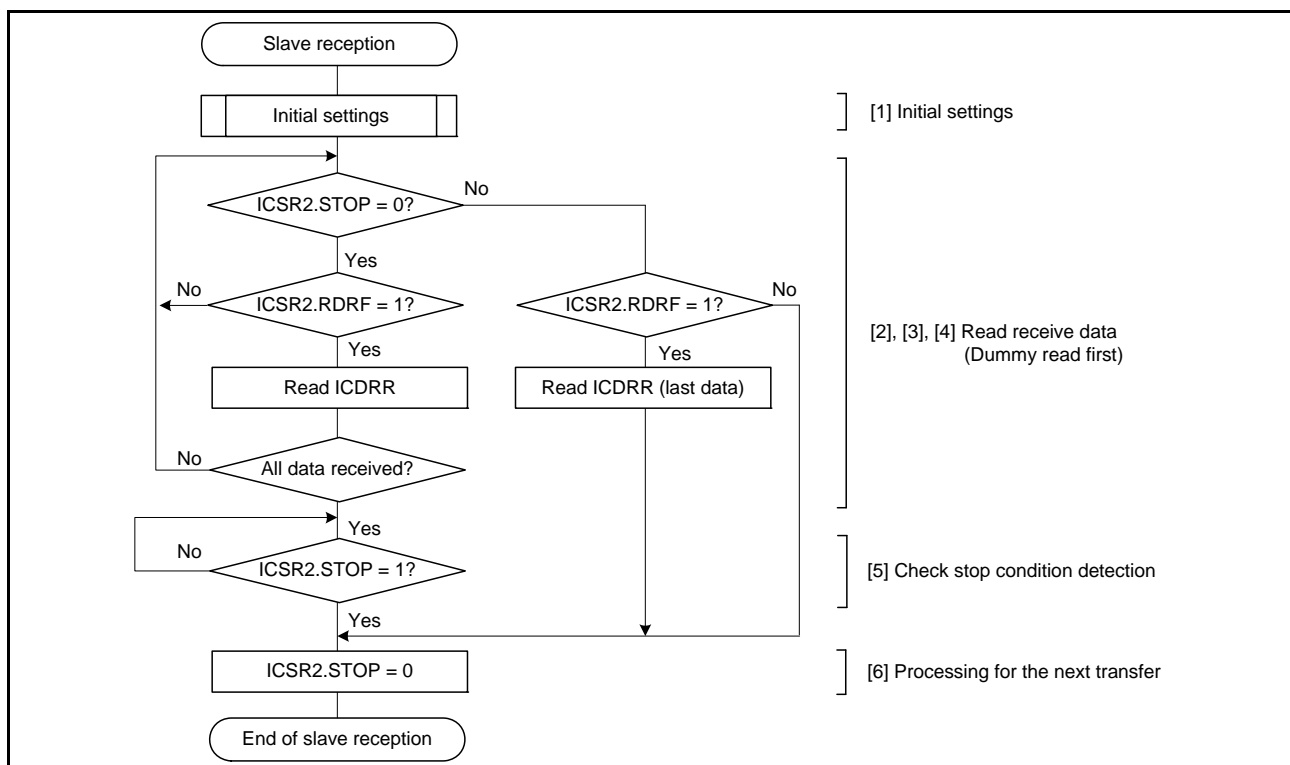 Slave reception
Initial settings
[1] Initial settings
No
ICSR2.STOP = 0?
Yes
No
ICSR2.RDRF = 1?
ICSR2.RDRF = 1?
No
[2], [3], [4] Read receive data
(Dummy read first)
Yes
Yes
Read ICDRR
Read ICDRR (last data)
No
All data received?
Yes
No
ICSR2.STOP = 1?
[5] Check stop condition detection
Yes
ICSR2.STOP = 0
[6] Processing for the next transfer
End of slave reception